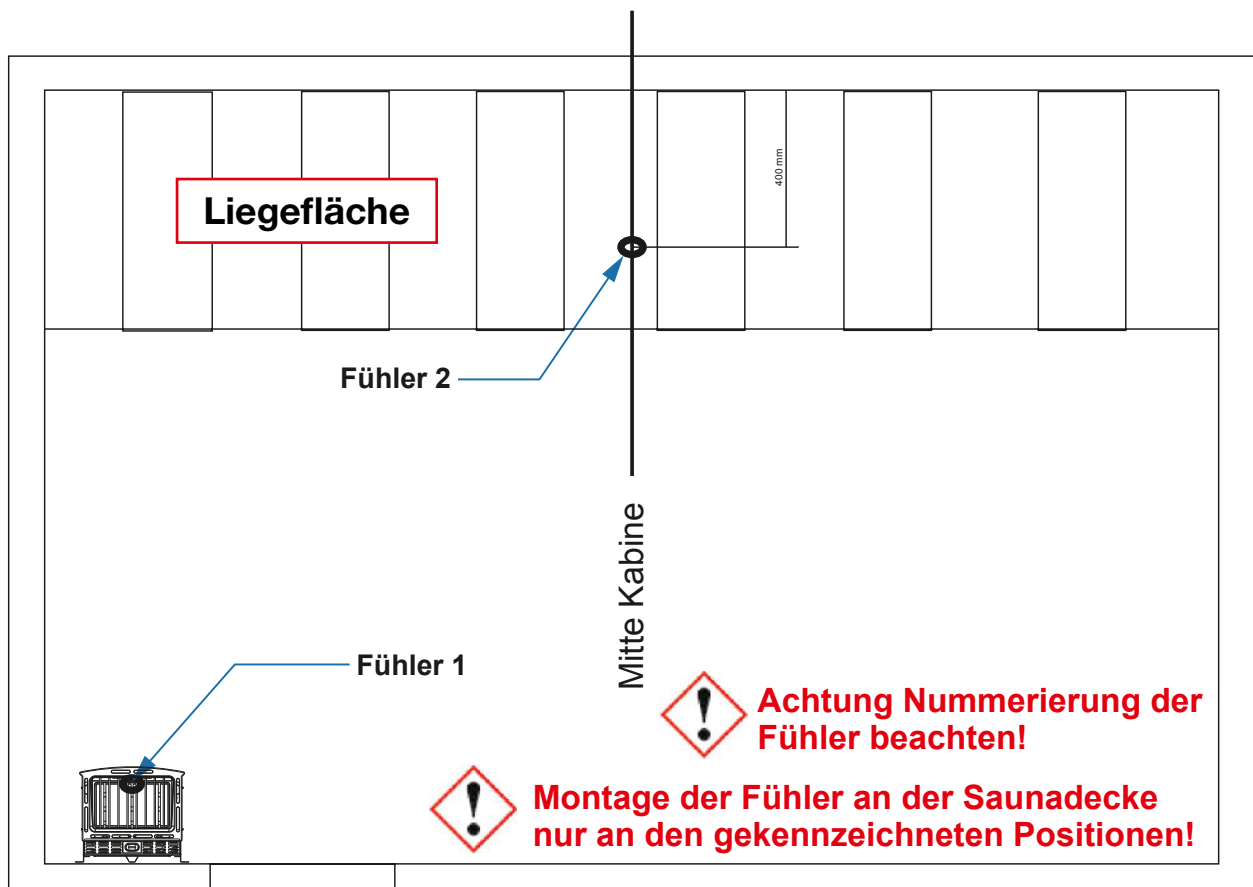 400 mm
Liegefläche
Fühler 2
Mitte Kabine
Fühler 1
Achtung Nummerierung der
Fühler beachten!
Montage der Fühler an der Saunadecke
nur an den gekennzeichneten Positionen!